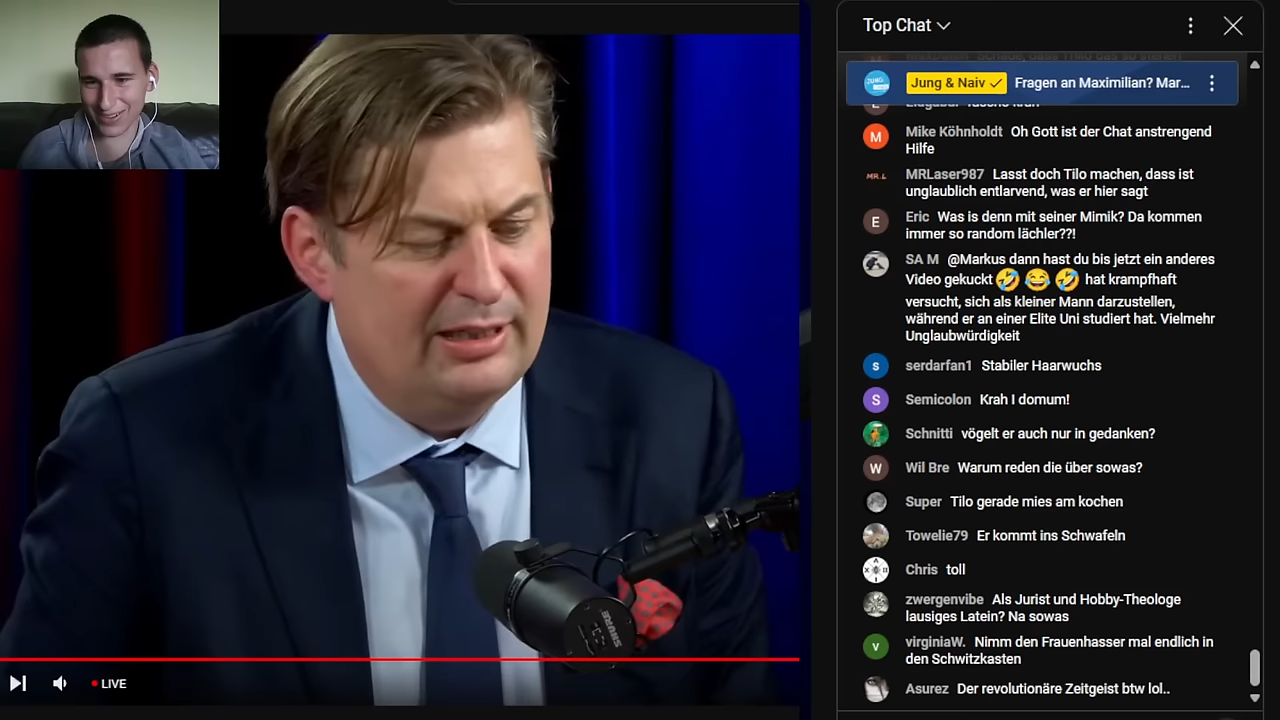 Top Chat
Jung & Naiv Fragen an Maximilian? Mar...
Mike Köhnholdt Oh Gott ist der Chat anstrengend
Hilfe
MR.L
MRLaser987 Lasst doch Tilo machen, dass ist
unglaublich entlarvend, was er hier sagt
Eric Was is denn mit seiner Mimik? Da kommen
immer so random lächler??!
SA M @Markus dann hast du bis jetzt ein anderes
Video gekuckt 🤣😂🤣 hat krampfhaft
versucht, sich als kleiner Mann darzustellen,
während er an einer Elite Uni studiert hat. Vielmehr
Unglaubwürdigkeit
serdarfan1 Stabiler Haarwuchs
Semicolon Krah I domum!
Schnitti vögelt er auch nur in gedanken?
Wil Bre Warum reden die über sowas?
Super Tilo gerade mies am kochen
Towelie79 Er kommt ins Schwafeln
Chris toll
zwergenvibe Als Jurist und Hobby-Theologe
lausiges Latein? Na sowas
virginiaW. Nimm den Frauenhasser mal endlich in
den Schwitzkasten
Asurez Der revolutionäre Zeitgeist btw lol..
SHURE
LIVE